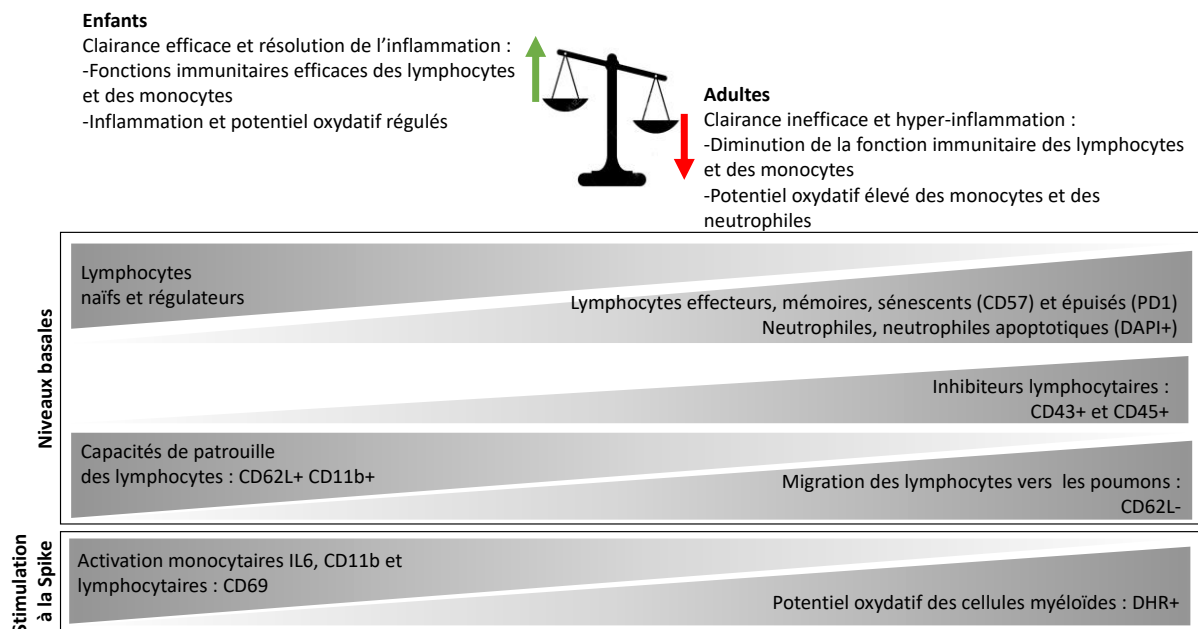 Enfants
Clairance efficace et résolution de l'inflammation :
-Fonctions immunitaires efficaces des lymphocytes
et des monocytes
-Inflammation et potentiel oxydatif régulés
Adultes
Clairance inefficace et hyper-inflammation :
-Diminution de la fonction immunitaire des lymphocytes
et des monocytes
-Potentiel oxydatif élevé des monocytes et des
neutrophiles
Niveaux basales
Lymphocytes
naïfs et régulateurs
Lymphocytes effecteurs, mémoires, sénescents (CD57) et épuisés (PD1)
Neutrophiles, neutrophiles apoptotiques (DAPI+)
Inhibiteurs lymphocytaires :
CD43+ et CD45+
Capacités de patrouille
des lymphocytes : CD62L+ CD11b+
Migration des lymphocytes vers les poumons :
CD62L-
Stimulation
à la Spike
Activation monocytaires IL6, CD11b et
lymphocytaires : CD69
Potentiel oxydatif des cellules myéloïdes : DHR+